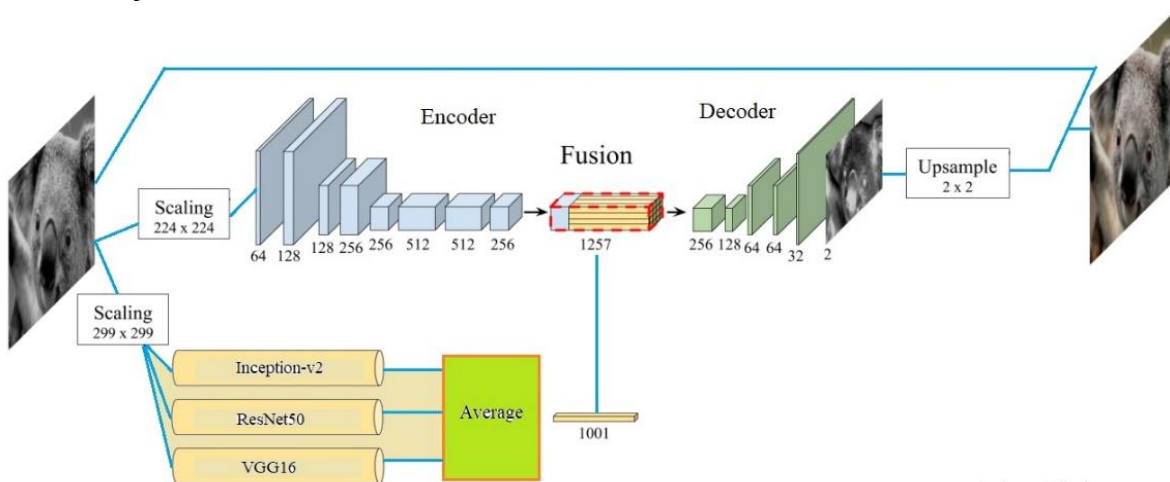 Encoder
Decoder
Fusion
Scaling
224 x 224
Upsample
2 x 2
64 128 128 256 256 512 512 256
1257
256 128 64 64 32 2
Scaling
299 x 299
Inception-v2
ResNet50
VGG16
Average
1001